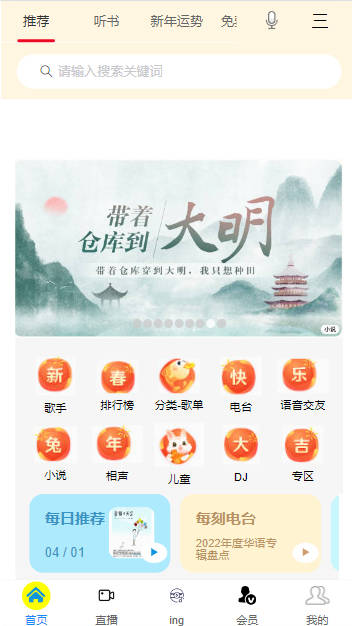 推荐 听书 新年运势 免费
请输入搜索关键词
带着
仓库到
大明
带着仓库穿到大明，我只想种田
小说
新 春 快 乐
歌手 排行榜 分类-歌单 电台 语音交友
兔 年 大 吉
小说 相声 儿童 DJ 专区
每日推荐
04 / 01
每刻电台
2022年度华语专
辑盘点
首页 直播 ing 会员 我的